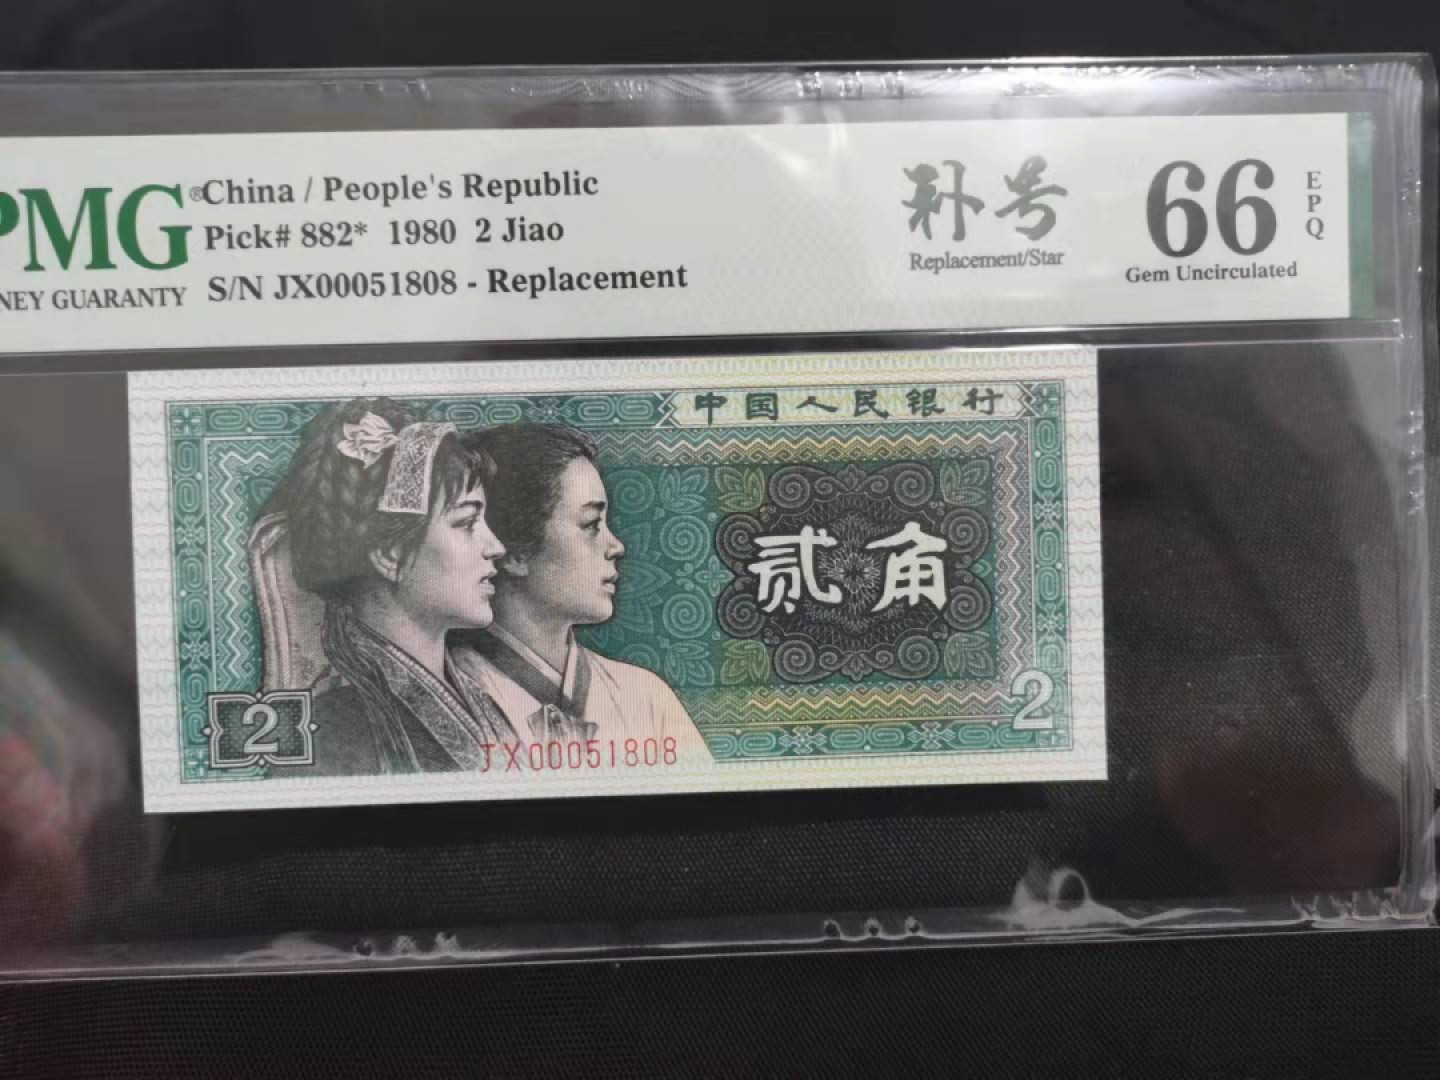 PMG®
China / People's Republic
Pick# 882* 1980 2 Jiao
S/N JX00051808 - Replacement
NEY GUARANTY
补号
Replacement/Star
66
EPQ
Gem Uncirculated
中国人民银行
2
贰角
2
2
JX00051808